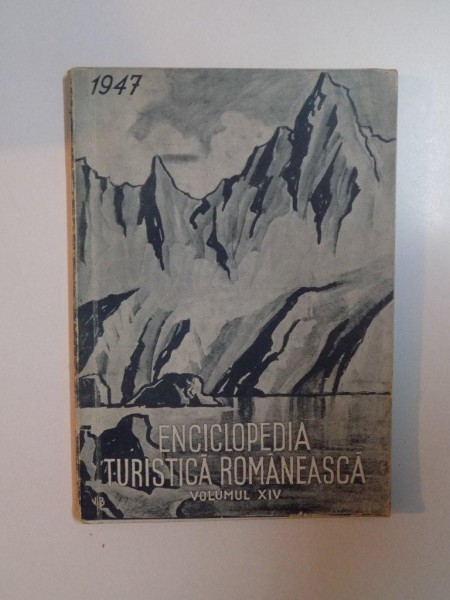 1947
ENCICLOPEDIA
TURISTICĂ ROMÂNEASCĂ
VOLUMUL XIV